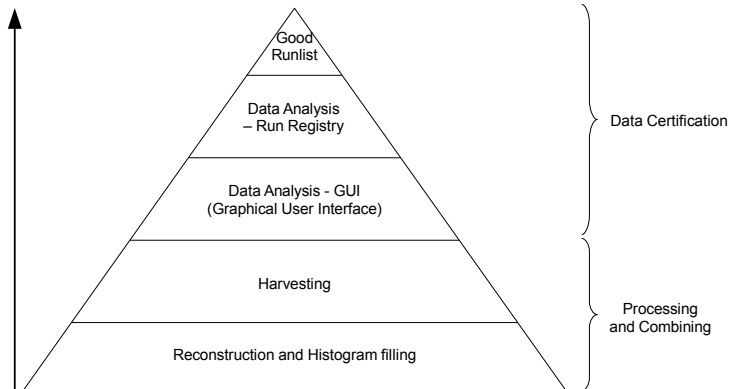 Good
Runlist
Data Analysis
– Run Registry
Data Certification
Data Analysis - GUI
(Graphical User Interface)
Harvesting
Processing
and Combining
Reconstruction and Histogram filling